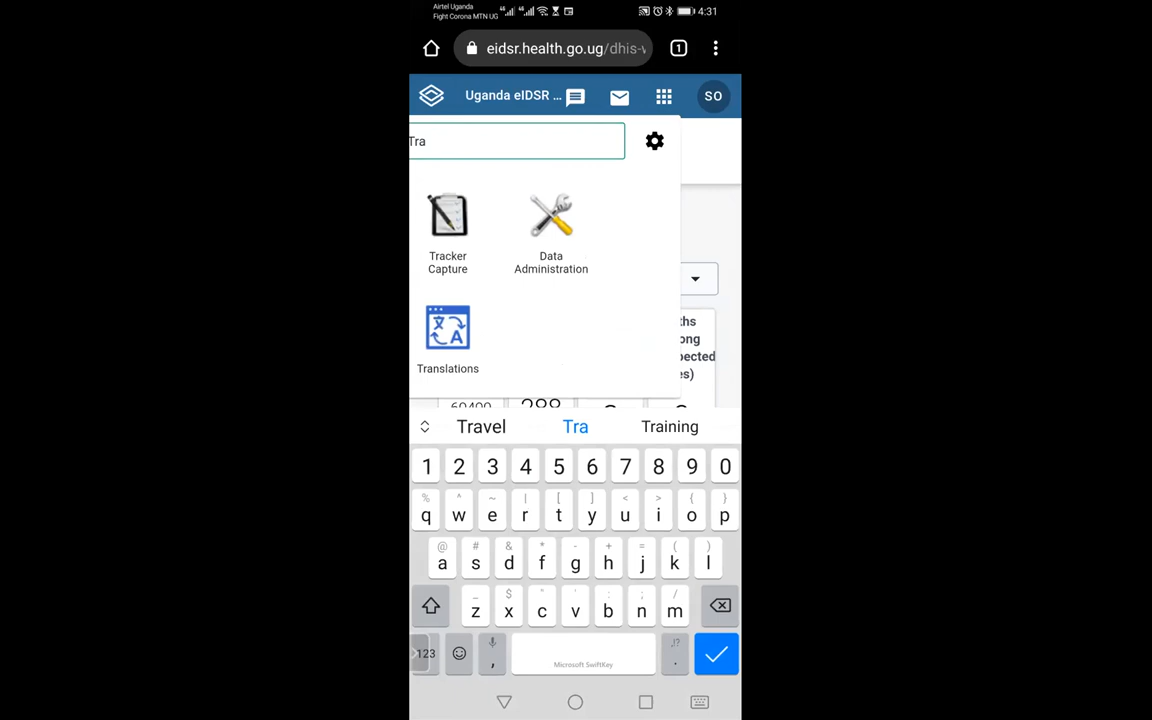 Airtel Uganda
Fight Corona MTN UG
4:31
eidsr.health.go.ug/dhis-
1
Uganda eIDSR ...
SO
Tra
Tracker
Capture
Data
Administration
Translations
ths
ong
pected
es)
60400
288
Travel
Tra
Training
1 2 3 4 5 6 7 8 9 0
% ^ ~ | [ ] < > { }
q w e r t y u i o p
@ # & * - + = ( )
a s d f g h j k l
_ $ " ' : ; /
z x c v b n m
123
,
Microsoft SwiftKey
,!?
.